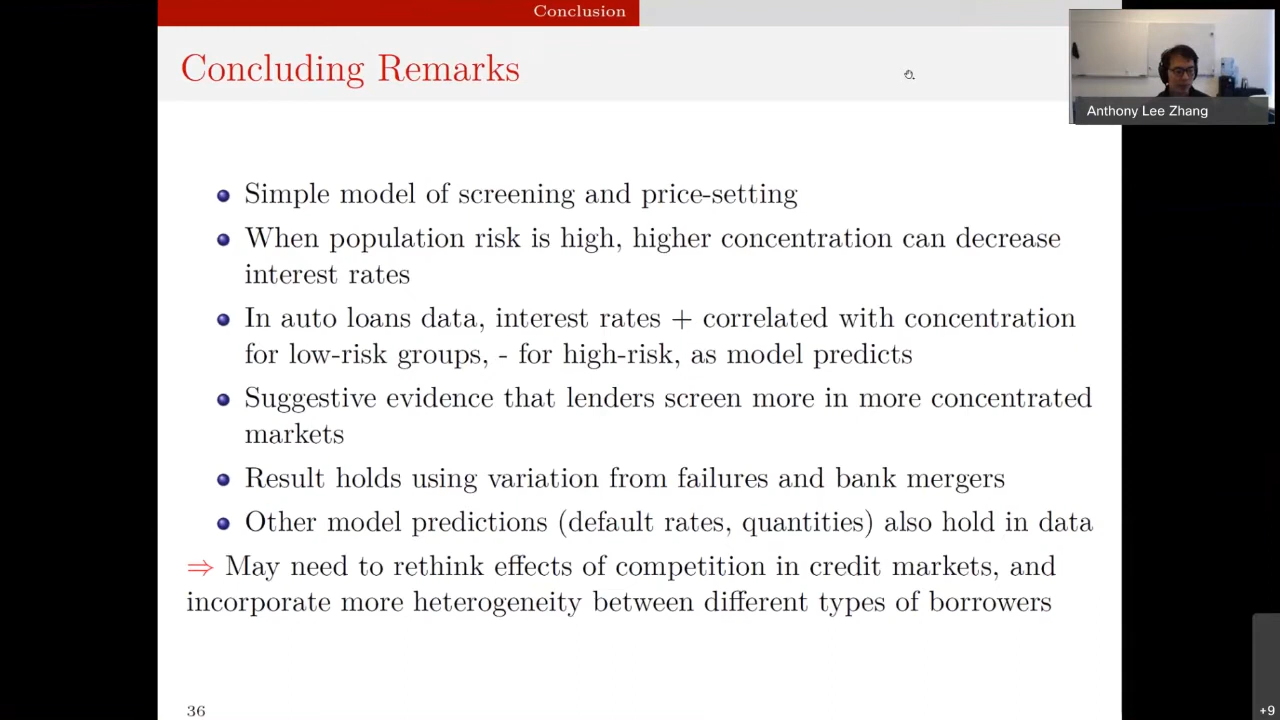 Conclusion
Concluding Remarks
Anthony Lee Zhang
Simple model of screening and price-setting
When population risk is high, higher concentration can decrease
interest rates
In auto loans data, interest rates + correlated with concentration
for low-risk groups, - for high-risk, as model predicts
Suggestive evidence that lenders screen more in more concentrated
markets
Result holds using variation from failures and bank mergers
Other model predictions (default rates, quantities) also hold in data
⇒ May need to rethink effects of competition in credit markets, and
incorporate more heterogeneity between different types of borrowers
36
+9